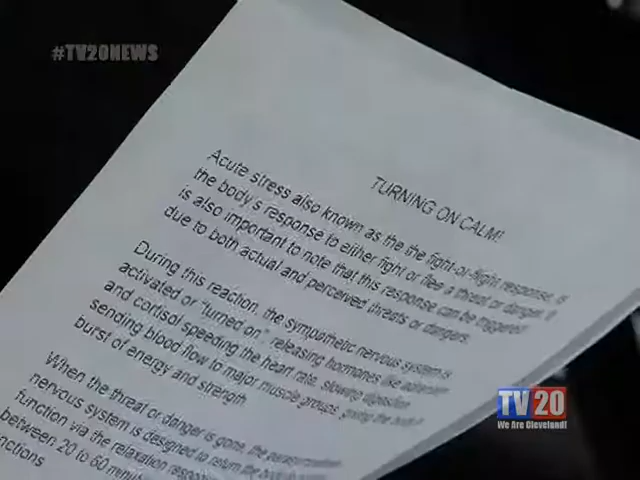 #TV20NEWS
TURNING ON CALM!
Acute stress also known as the the fight-or-flight response, is
the body's response to either fight or flee a threat or danger. It
is also important to note that this response can be triggered
due to both actual and perceived threats or dangers.
During this reaction, the sympathetic nervous system is
activated or "turned on", releasing hormones like adrenalin
and cortisol speeding the heart rate, slowing digestion,
sending blood flow to major muscle groups, giving the body a
burst of energy and strength
When the threat or danger is gone, the parasympathetic
nervous system is designed to return the body's
function via the relaxation response
between 20 to 60 minutes
nctions
TV20
We Are Cleveland!